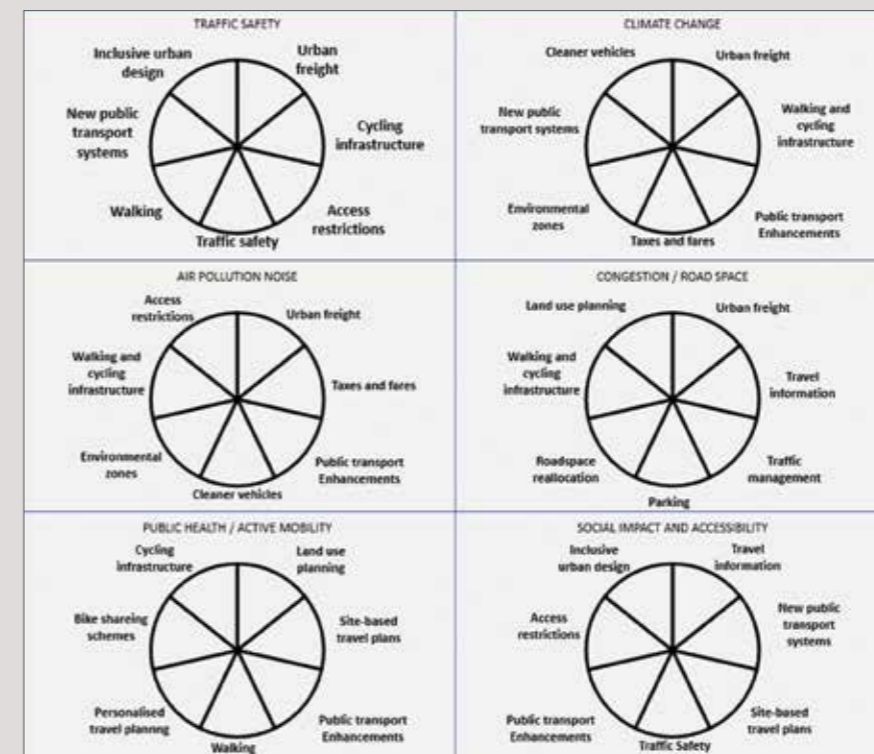 TRAFFIC SAFETY
Inclusive urban
design
Urban
freight
New public
transport
systems
Cycling
infrastructure
Walking
Access
restrictions
Traffic safety
CLIMATE CHANGE
Cleaner vehicles
Urban freight
New public
transport systems
Walking and
cycling
infrastructure
Environmental
zones
Public transport
Enhancements
Taxes and fares
AIR POLLUTION NOISE
Access
restrictions
Urban freight
Walking and
cycling
infrastructure
Taxes and fares
Environmental
zones
Public transport
Enhancements
Cleaner vehicles
CONGESTION / ROAD SPACE
Land use planning
Urban freight
Walking and
cycling
infrastructure
Travel
information
Roadspace
reallocation
Traffic
management
Parking
PUBLIC HEALTH / ACTIVE MOBILITY
Cycling
infrastructure
Land use
planning
Bike shareing
schemes
Site-based
travel plans
Personalised
travel plannng
Public transport
Enhancements
Walking
SOCIAL IMPACT AND ACCESSIBILITY
Inclusive
urban design
Travel
information
Access
restrictions
New public
transport
systems
Public transport
Enhancements
Site-based
travel plans
Traffic Safety